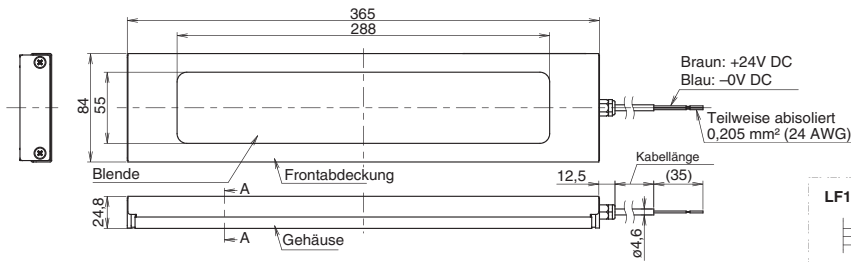 365
288
84
55
Braun: +24V DC
Blau: –0V DC
Teilweise abisoliert
0,205 mm² (24 AWG)
Blende
Frontabdeckung
12,5
Kabellänge
(35)
A
24,8
A
Gehäuse
ø4,6
LF1